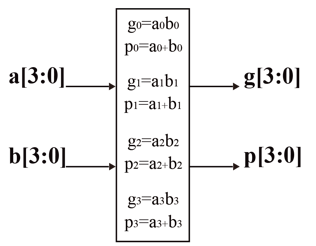 g₀=a₀b₀
p₀=a₀₊b₀
a[3:0]
g₁=a₁b₁
p₁=a₁₊b₁
g[3:0]
b[3:0]
g₂=a₂b₂
p₂=a₂₊b₂
p[3:0]
g₃=a₃b₃
p₃=a₃₊b₃